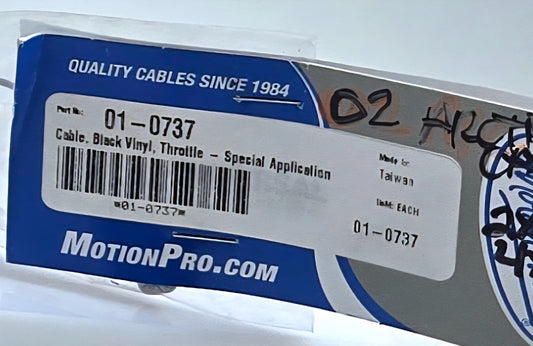 QUALITY CABLES SINCE 1984
Part No:
01-0737
Cable, Black Vinyl, Throttle - Special Application
*01-0737*
Made in:
Taiwan
UoM: EACH
01-0737
MOTIONPRO.COM
02